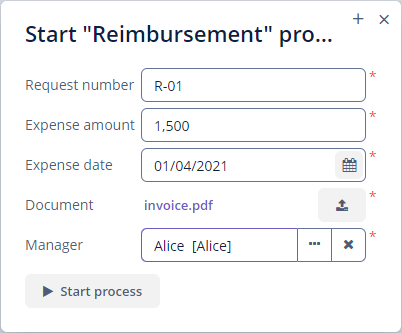 Start "Reimbursement" pro...
Request number R-01 *
Expense amount 1,500 *
Expense date 01/04/2021 *
Document invoice.pdf *
Manager Alice [Alice] *
Start process